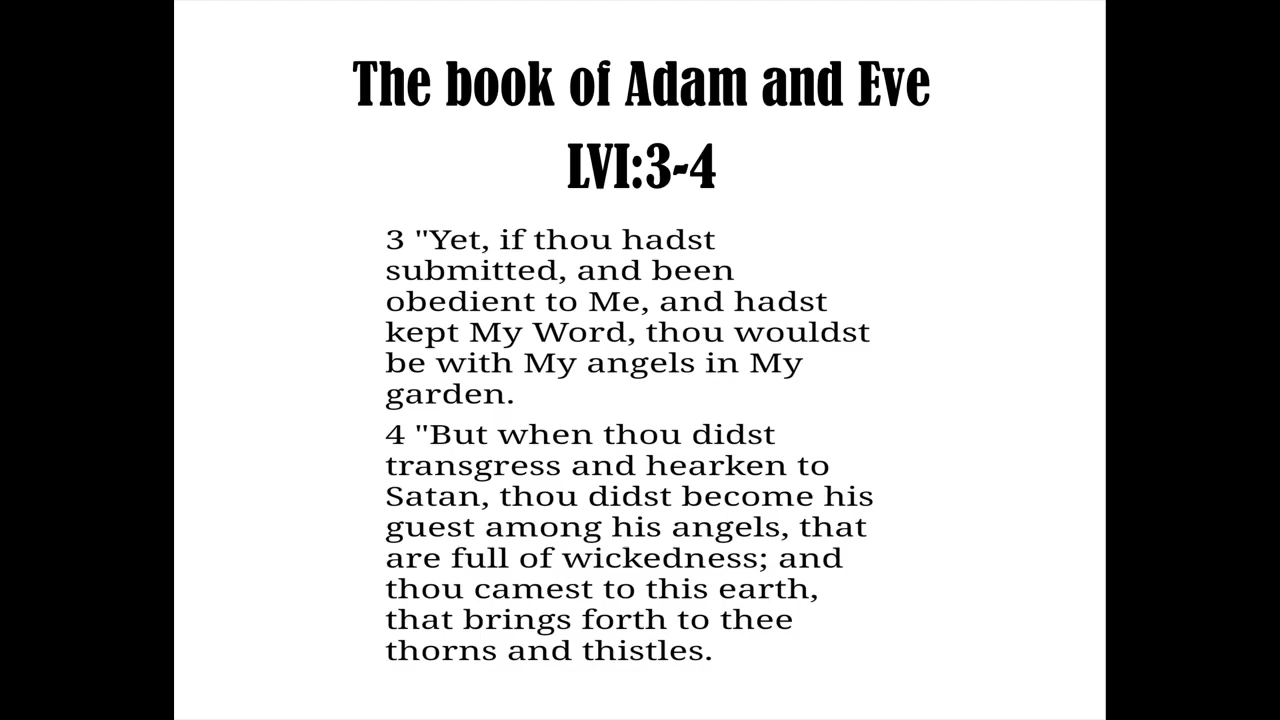 The book of Adam and Eve
LVI:3-4
3 "Yet, if thou hadst
submitted, and been
obedient to Me, and hadst
kept My Word, thou wouldst
be with My angels in My
garden.
4 "But when thou didst
transgress and hearken to
Satan, thou didst become his
guest among his angels, that
are full of wickedness; and
thou camest to this earth,
that brings forth to thee
thorns and thistles.